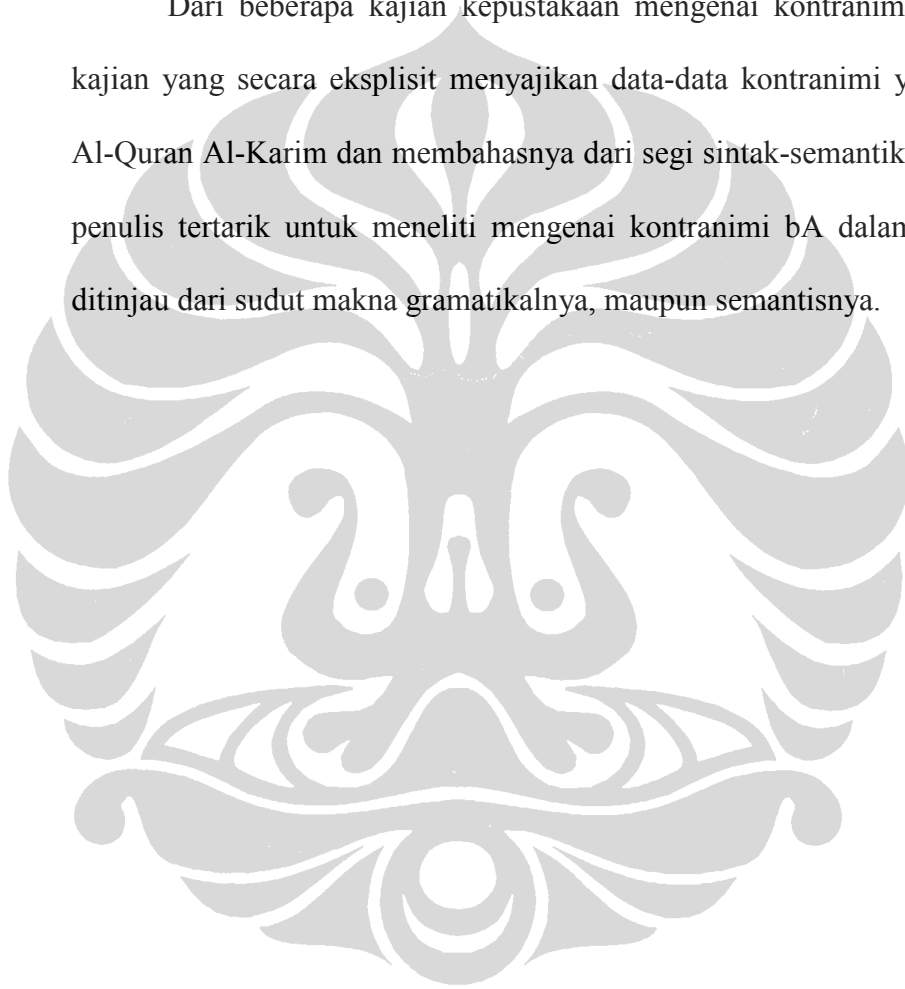 Dari beberapa kajian kepustakaan mengenai kontranimi
kajian yang secara eksplisit menyajikan data-data kontranimi y
Al-Quran Al-Karim dan membahasnya dari segi sintak-semantik
penulis tertarik untuk meneliti mengenai kontranimi bA dalam
ditinjau dari sudut makna gramatikalnya, maupun semantisnya.